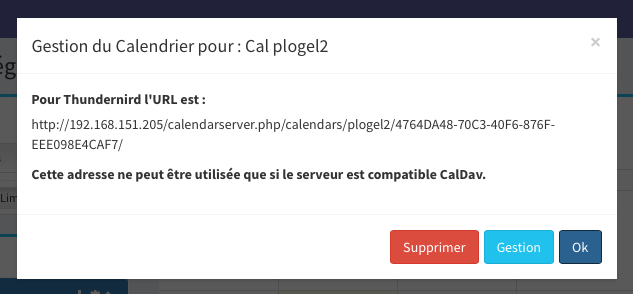 Gestion du Calendrier pour : Cal plogel2
×
ég
Pour Thundernird l'URL est :
http://192.168.151.205/calendarserver.php/calendars/plogel2/4764DA48-70C3-40F6-876F-
EEE098E4CAF7/
Cette adresse ne peut être utilisée que si le serveur est compatible CalDav.
Lim
Supprimer Gestion Ok